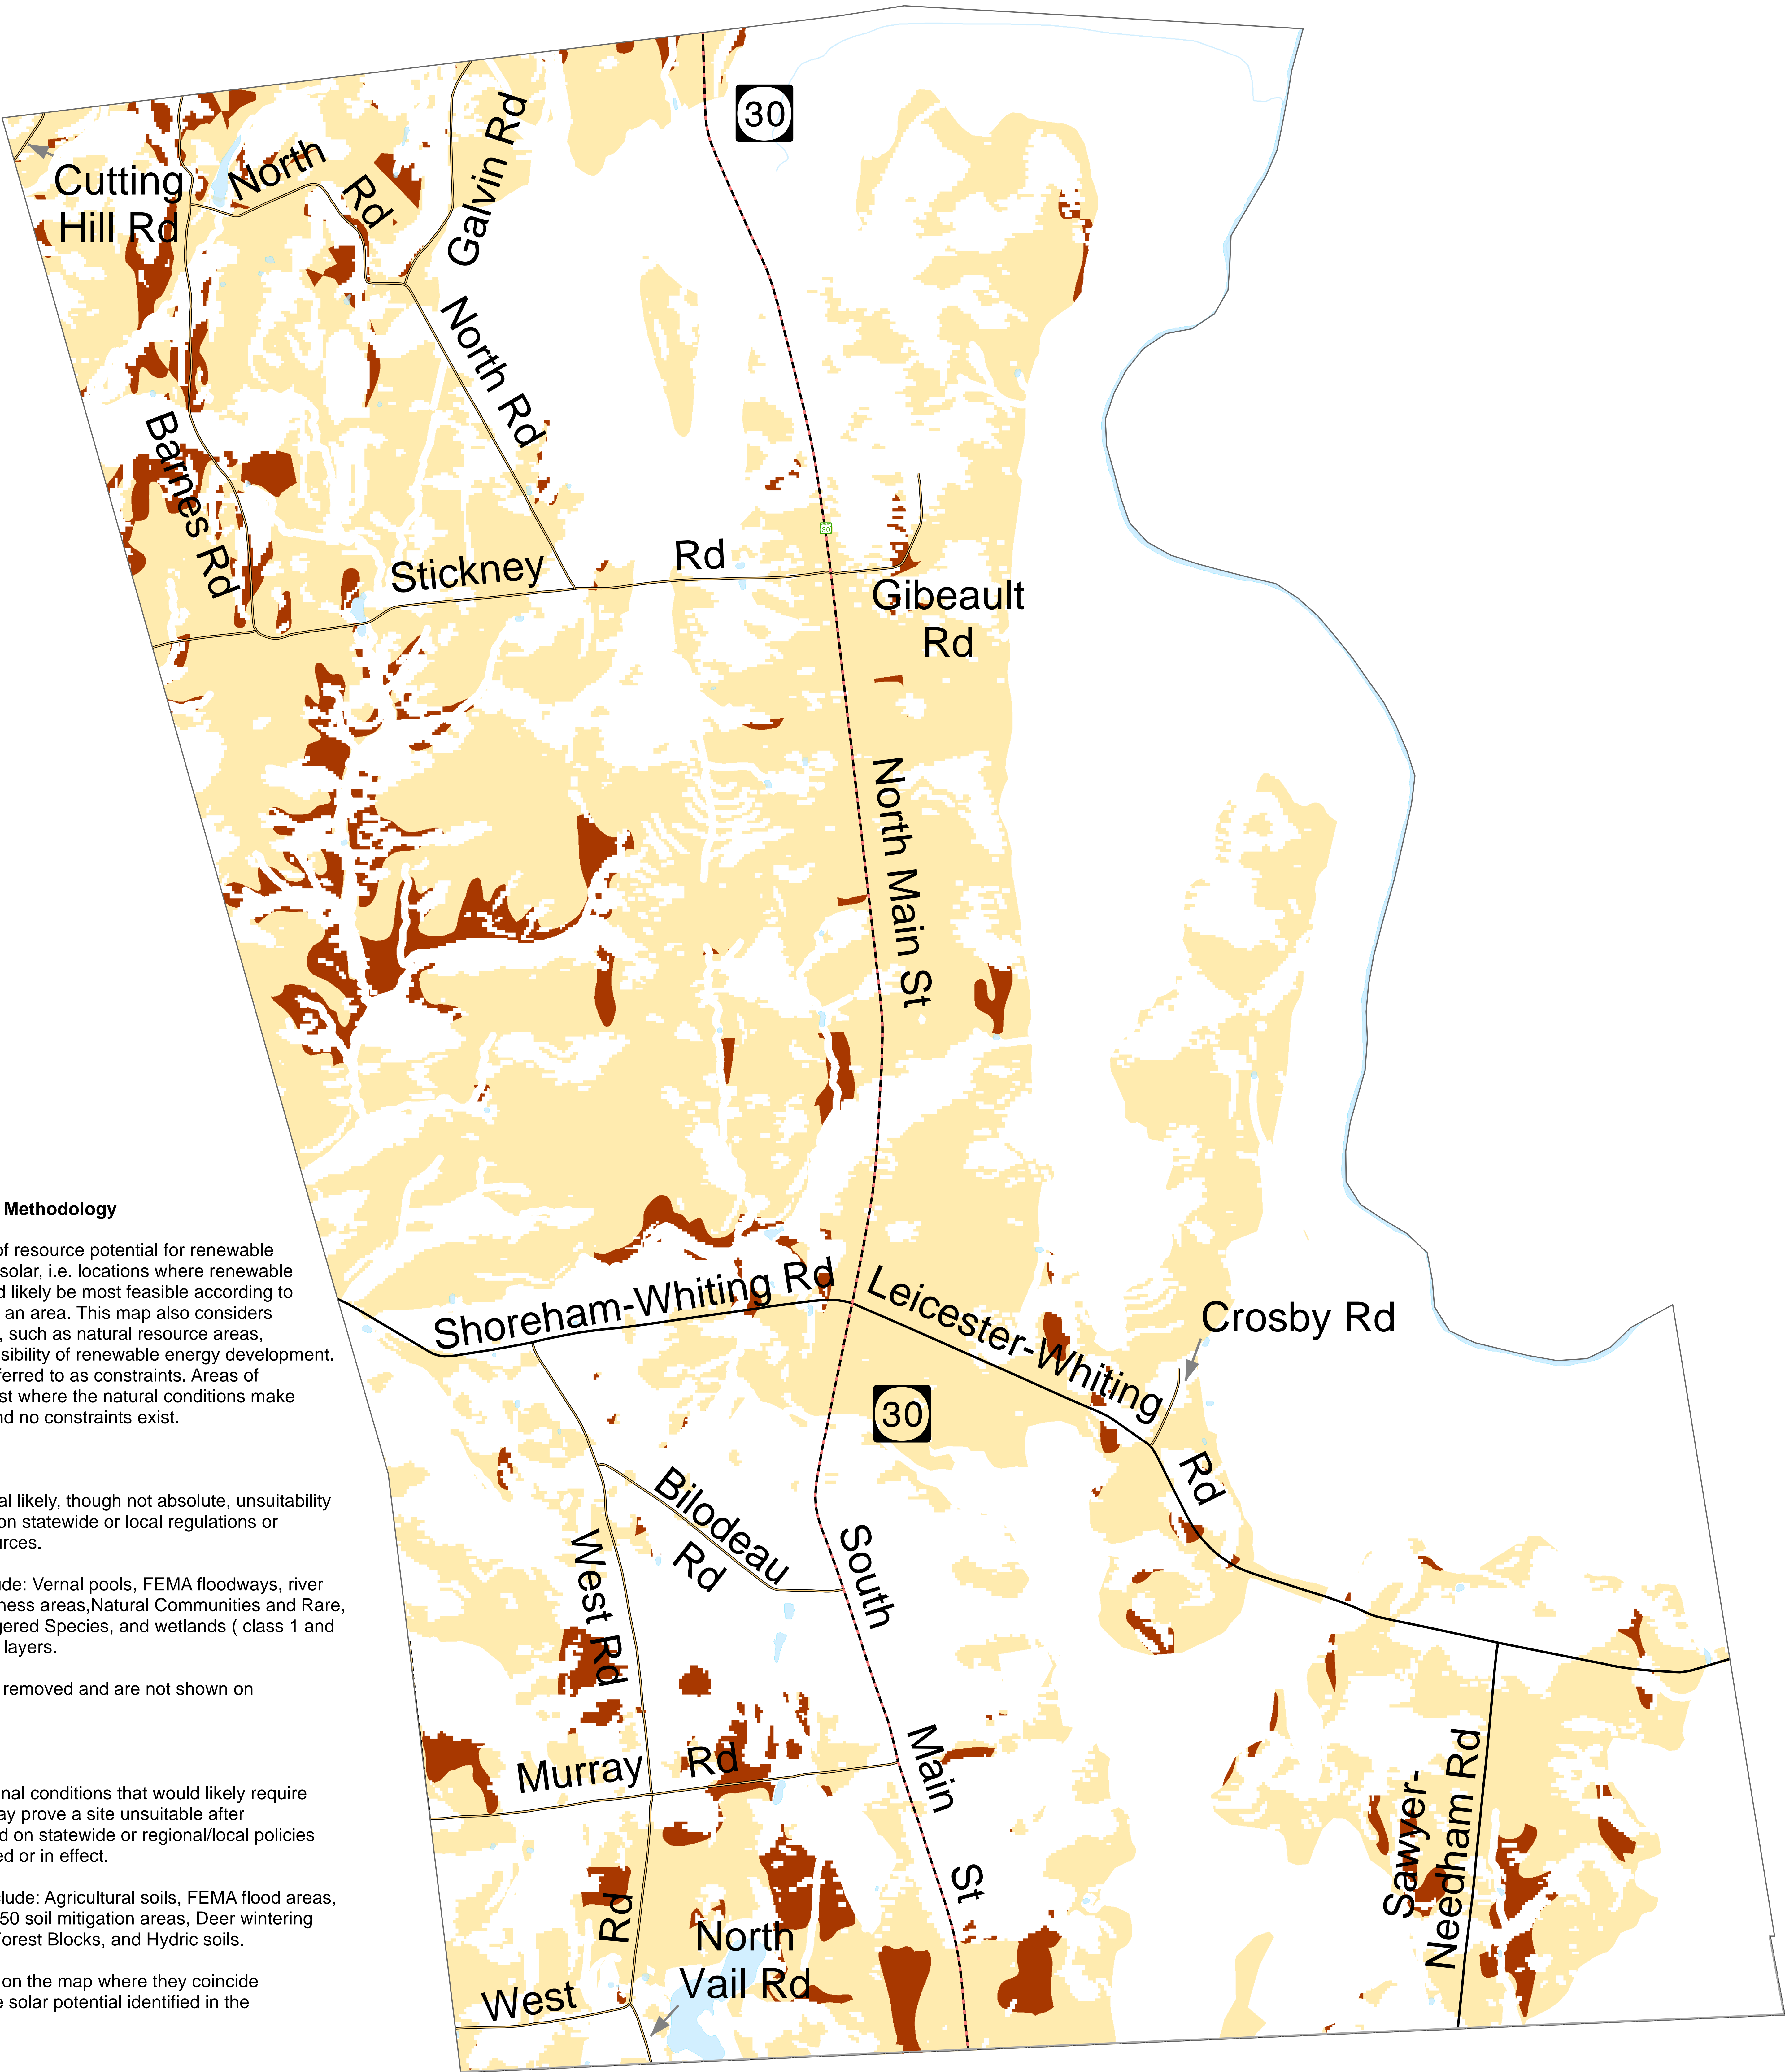 30
Cutting
Hill Rd
North
Rd
Galvin Rd
North Rd
Barnes Rd
30
Stickney
Rd
Gibeault
Rd
North Main St
Methodology
of resource potential for renewable
solar, i.e. locations where renewable
d likely be most feasible according to
an area. This map also considers
, such as natural resource areas,
sibility of renewable energy development.
ferred to as constraints. Areas of
st where the natural conditions make
nd no constraints exist.
Shoreham-Whiting Rd
Leicester-Whiting
Rd
Crosby Rd
30
al likely, though not absolute, unsuitability
on statewide or local regulations or
urces.
ude: Vernal pools, FEMA floodways, river
ness areas,Natural Communities and Rare,
gered Species, and wetlands ( class 1 and
layers.
removed and are not shown on
Bilodeau
Rd
West Rd
South
Main
St
Murray
Rd
nal conditions that would likely require
ay prove a site unsuitable after
d on statewide or regional/local policies
ed or in effect.
clude: Agricultural soils, FEMA flood areas,
50 soil mitigation areas, Deer wintering
Forest Blocks, and Hydric soils.
on the map where they coincide
e solar potential identified in the
Sawyer-
Needham Rd
Rd
North
Vail Rd
West